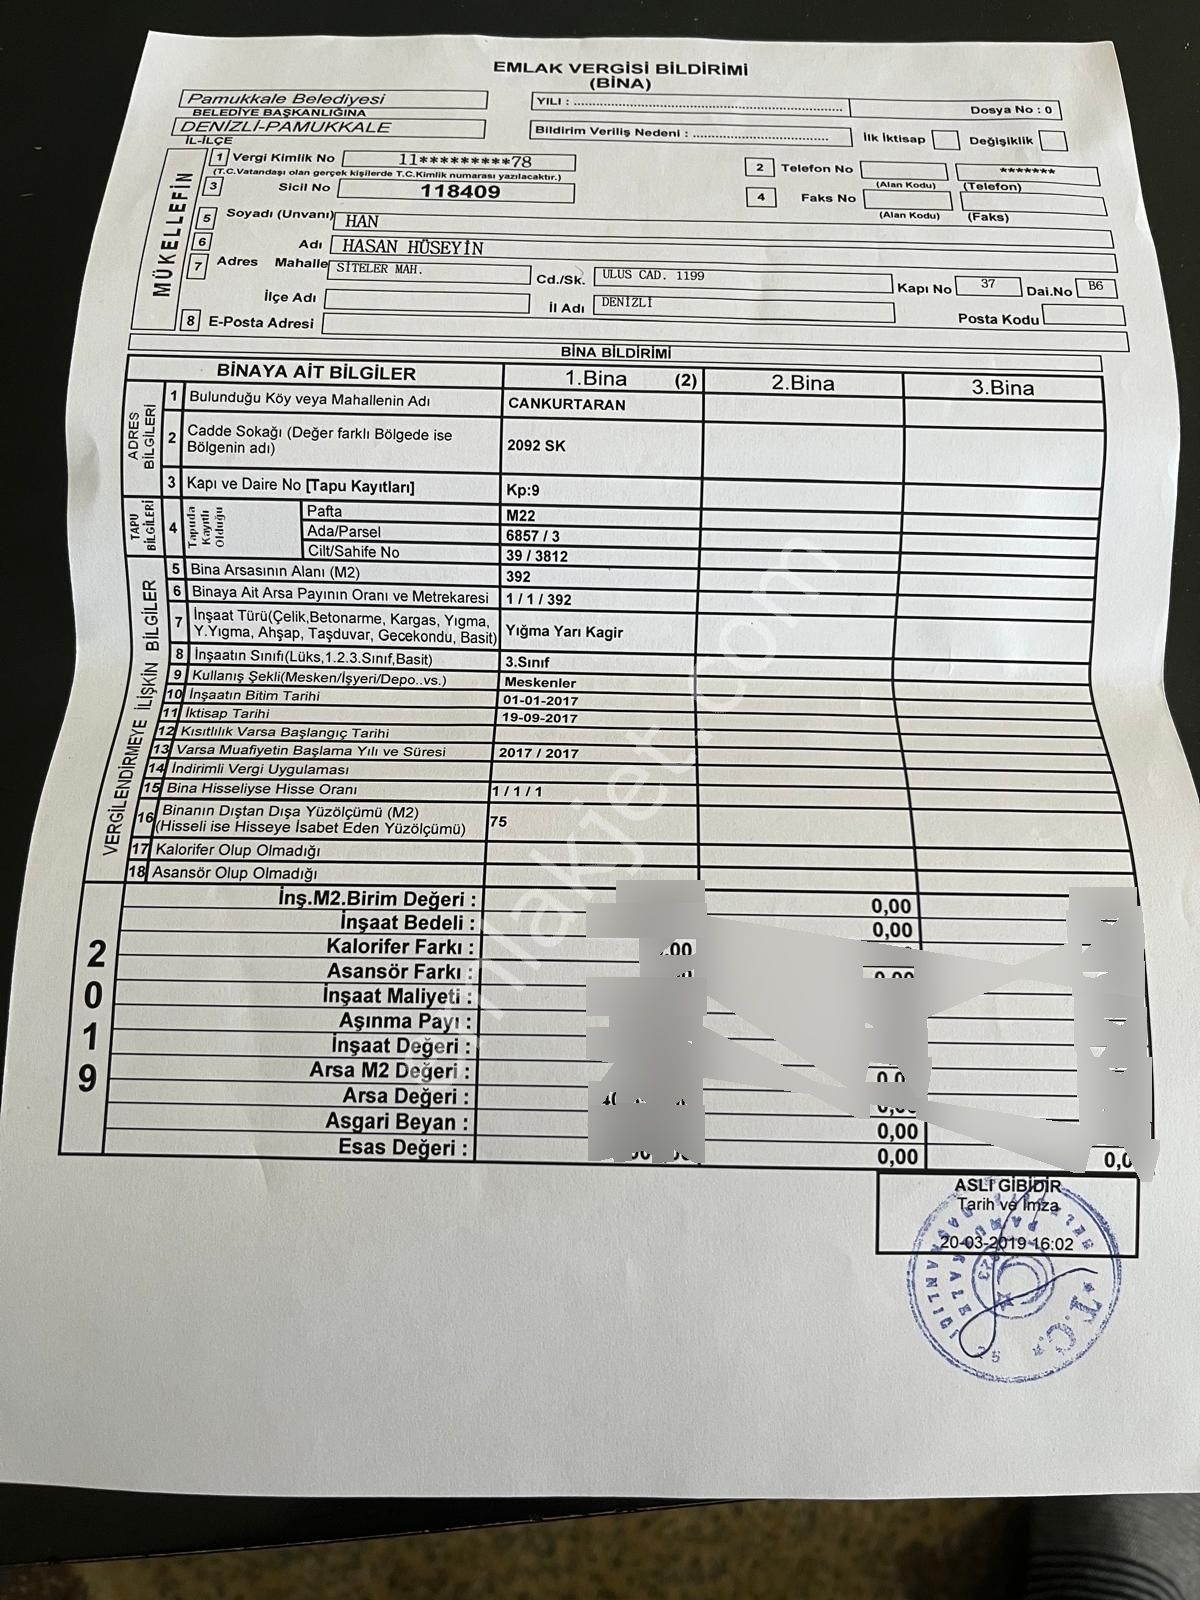 EMLAK VERGİSİ BİLDİRİMİ
(BİNA)
Pamukkale Belediyesi
BELEDİYE BAŞKANLIĞINA
DENİZLİ-PAMUKKALE
İL-İLÇE
YILI :
Dosya No : 0
Bildirim Veriliş Nedeni :
İlk İktisap
Değişiklik
MÜKELLEFİN
1 Vergi Kimlik No 11*********78
(T.C.Vatandaşı olan gerçek kişilerde T.C.Kimlik numarası yazılacaktır.)
2 Telefon No *******
(Alan Kodu) (Telefon)
3 Sicil No 118409
4 Faks No
(Alan Kodu) (Faks)
5 Soyadı (Unvanı) HAN
6 Adı HASAN HÜSEYİN
7 Adres Mahalle SİTELER MAH. Cd./Sk. ULUS CAD. 1199 Kapı No 37 Dai.No B6
İlçe Adı İl Adı DENİZLİ Posta Kodu
8 E-Posta Adresi
BİNA BİLDİRİMİ
BİNAYA AİT BİLGİLER 1.Bina (2) 2.Bina 3.Bina
ADRES BİLGİLERİ
1 Bulunduğu Köy veya Mahallenin Adı CANKURTARAN
2 Cadde Sokağı (Değer farklı Bölgede ise
Bölgenin adı) 2092 SK
3 Kapı ve Daire No [Tapu Kayıtları] Kp:9
TAPU BİLGİLERİ
4 Tapuda Kayıtlı Olduğu
Pafta M22
Ada/Parsel 6857 / 3
Cilt/Sahife No 39 / 3812
VERGİLENDİRMEYE İLİŞKİN BİLGİLER
5 Bina Arsasının Alanı (M2) 392
6 Binaya Ait Arsa Payının Oranı ve Metrekaresi 1 / 1 / 392
7 İnşaat Türü(Çelik,Betonarme, Kargas, Yıgma,
Y.Yıgma, Ahşap, Taşduvar, Gecekondu, Basit) Yığma Yarı Kagir
8 İnşaatın Sınıfı(Lüks,1.2.3.Sınıf,Basit) 3.Sınıf
9 Kullanış Şekli(Mesken/İşyeri/Depo..vs.) Meskenler
10 İnşaatın Bitim Tarihi 01-01-2017
11 İktisap Tarihi 19-09-2017
12 Kısıtlılık Varsa Başlangıç Tarihi
13 Varsa Muafiyetin Başlama Yılı ve Süresi 2017 / 2017
14 İndirimli Vergi Uygulaması
15 Bina Hisseliyse Hisse Oranı 1 / 1 / 1
16 Binanın Dıştan Dışa Yüzölçümü (M2)
(Hisseli ise Hisseye İsabet Eden Yüzölçümü) 75
17 Kalorifer Olup Olmadığı
18 Asansör Olup Olmadığı
2019
İnş.M2.Birim Değeri : 0,00
İnşaat Bedeli : 0,00
Kalorifer Farkı :
Asansör Farkı : 0,00
İnşaat Maliyeti :
Aşınma Payı :
İnşaat Değeri :
Arsa M2 Değeri :
Arsa Değeri :
Asgari Beyan : 0,00
Esas Değeri : 0,00
ASLI GİBİDİR
Tarih ve İmza
20-03-2019 16:02
T.C.
emlakjet.com